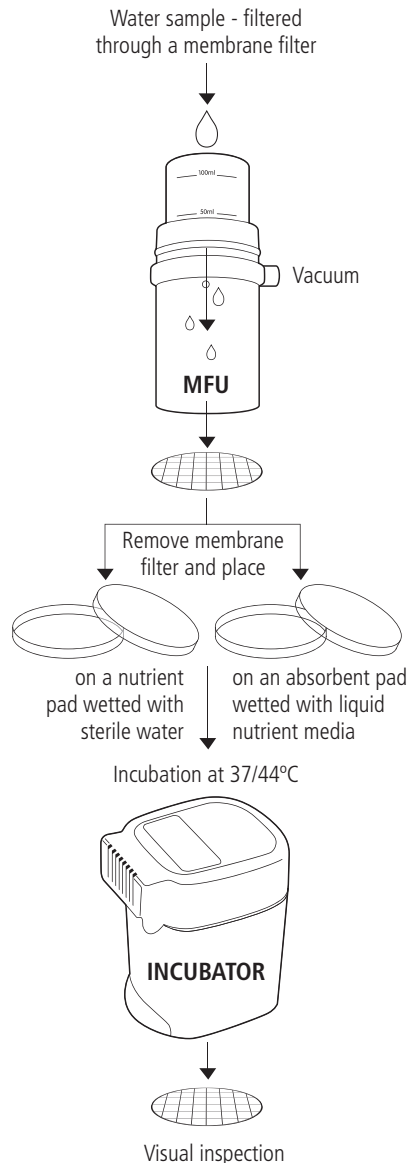 Water sample - filtered
through a membrane filter
100ml
50ml
Vacuum
MFU
Remove membrane
filter and place
on a nutrient
pad wetted with
sterile water
on an absorbent pad
wetted with liquid
nutrient media
Incubation at 37/44ºC
INCUBATOR
Visual inspection